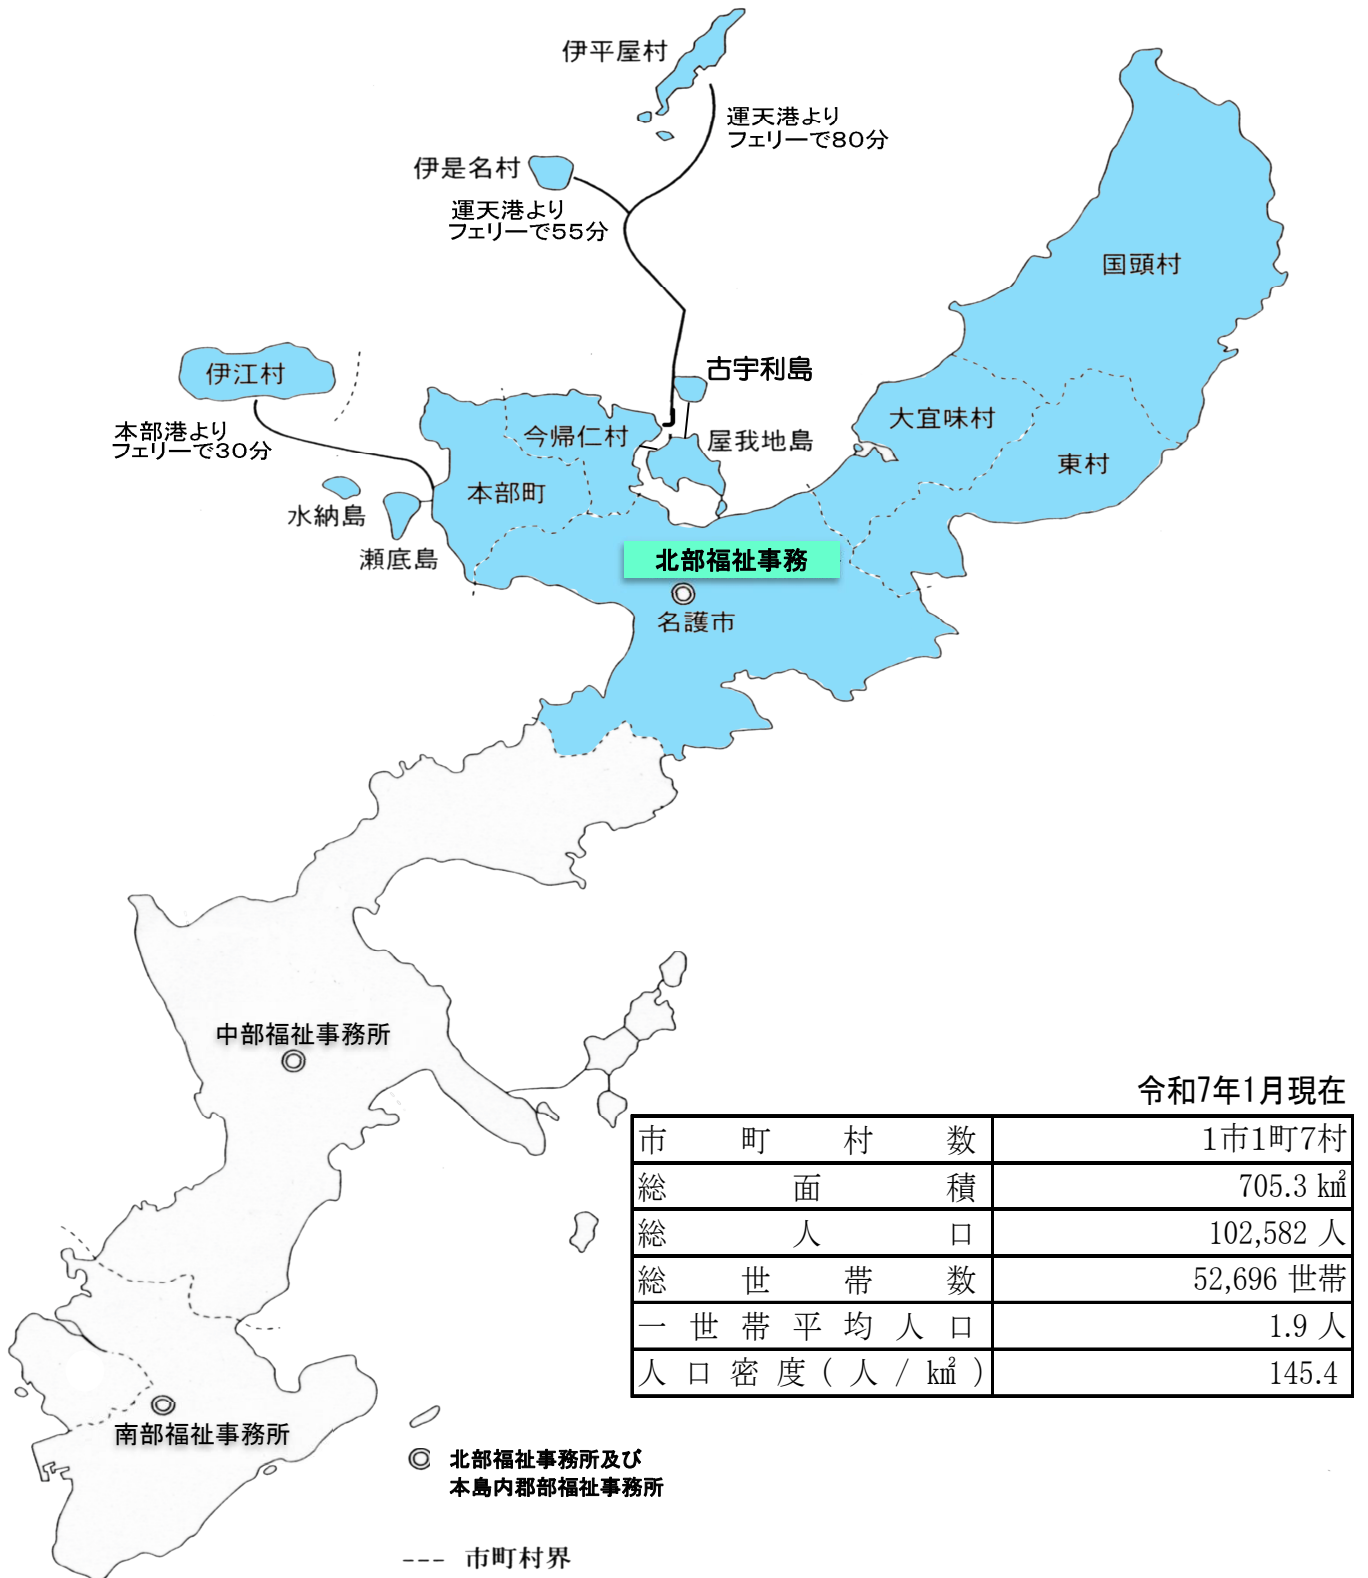 伊平屋村
運天港より
フェリーで80分
伊是名村
運天港より
フェリーで55分
国頭村
伊江村
古宇利島
本部港より
フェリーで30分
今帰仁村
屋我地島
大宜味村
東村
本部町
水納島
瀬底島
北部福祉事務
名護市
中部福祉事務所
令和7年1月現在
市町村数 1市1町7村
総面積 705.3 ㎢
総人口 102,582 人
総世帯数 52,696 世帯
一世帯平均人口 1.9 人
人口密度(人/㎢) 145.4
南部福祉事務所
◎ 北部福祉事務所及び
本島内郡部福祉事務所
--- 市町村界